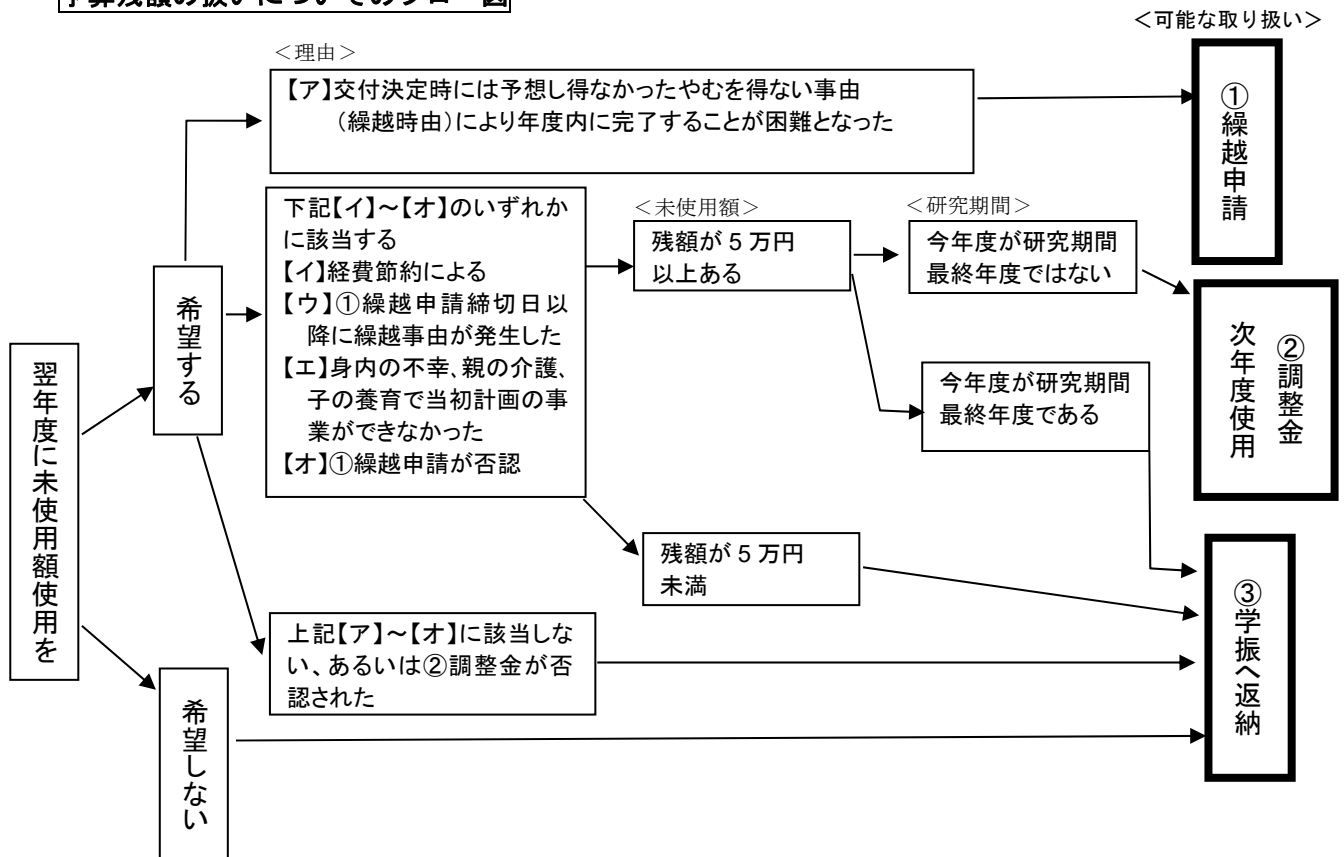 予算残額の扱いについてのフロー図
＜可能な取り扱い＞
＜理由＞
【ア】交付決定時には予想し得なかったやむを得ない事由
（繰越時由）により年度内に完了することが困難となった
①繰越申請
下記【イ】～【オ】のいずれか
に該当する
【イ】経費節約による
【ウ】①繰越申請締切日以
降に繰越事由が発生した
【エ】身内の不幸、親の介護、
子の養育で当初計画の事
業ができなかった
【オ】①繰越申請が否認
＜未使用額＞
残額が５万円
以上ある
＜研究期間＞
今年度が研究期間
最終年度ではない
②調整金
次年度使用
希望する
翌年度に未使用額使用を
今年度が研究期間
最終年度である
残額が５万円
未満
③学振へ返納
上記【ア】～【オ】に該当しな
い、あるいは②調整金が否
認された
希望しない